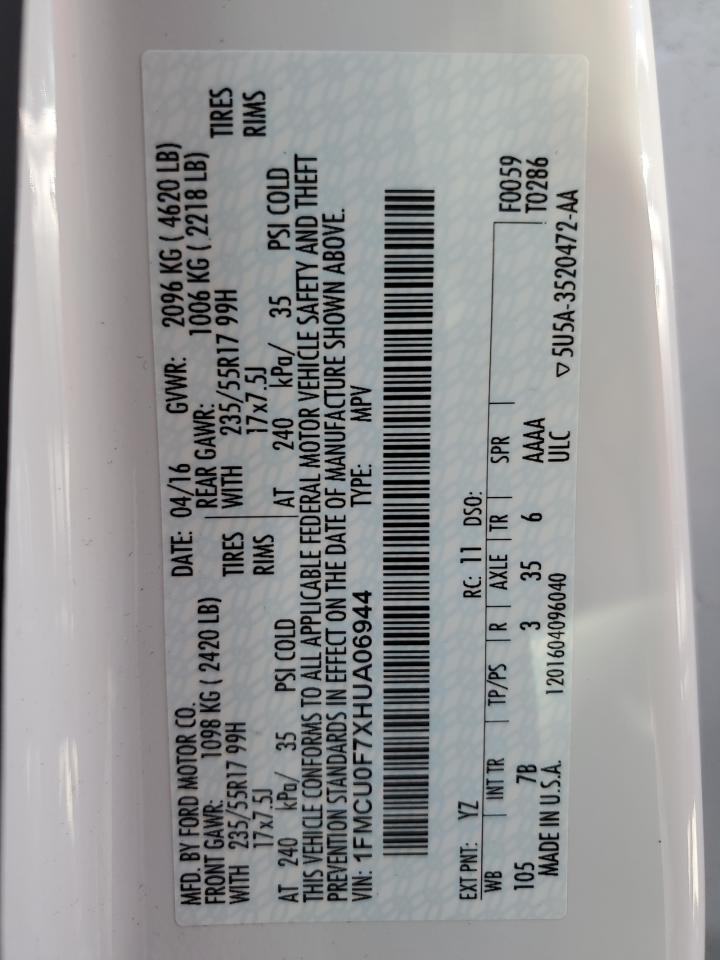 MFD. BY FORD MOTOR CO. DATE: 04/16 GVWR: 2096 KG ( 4620 LB)
FRONT GAWR: 1098 KG ( 2420 LB) REAR GAWR: 1006 KG ( 2218 LB)
WITH 235/55R17 99H TIRES WITH 235/55R17 99H TIRES
17x7.5J RIMS 17x7.5J RIMS
AT 240 kPa/ 35 PSI COLD AT 240 kPa/ 35 PSI COLD
THIS VEHICLE CONFORMS TO ALL APPLICABLE FEDERAL MOTOR VEHICLE SAFETY AND THEFT
PREVENTION STANDARDS IN EFFECT ON THE DATE OF MANUFACTURE SHOWN ABOVE.
VIN: 1FMCU0F7XHUA06944 TYPE: MPV
EXT PNT: YZ RC: 11 DSO: F0059
WB INT TR TP/PS R AXLE TR SPR T0286
105 7B 3 35 6 AAAA
MADE IN U.S.A. 1201604096040 ULC ▽5U5A-3520472-AA